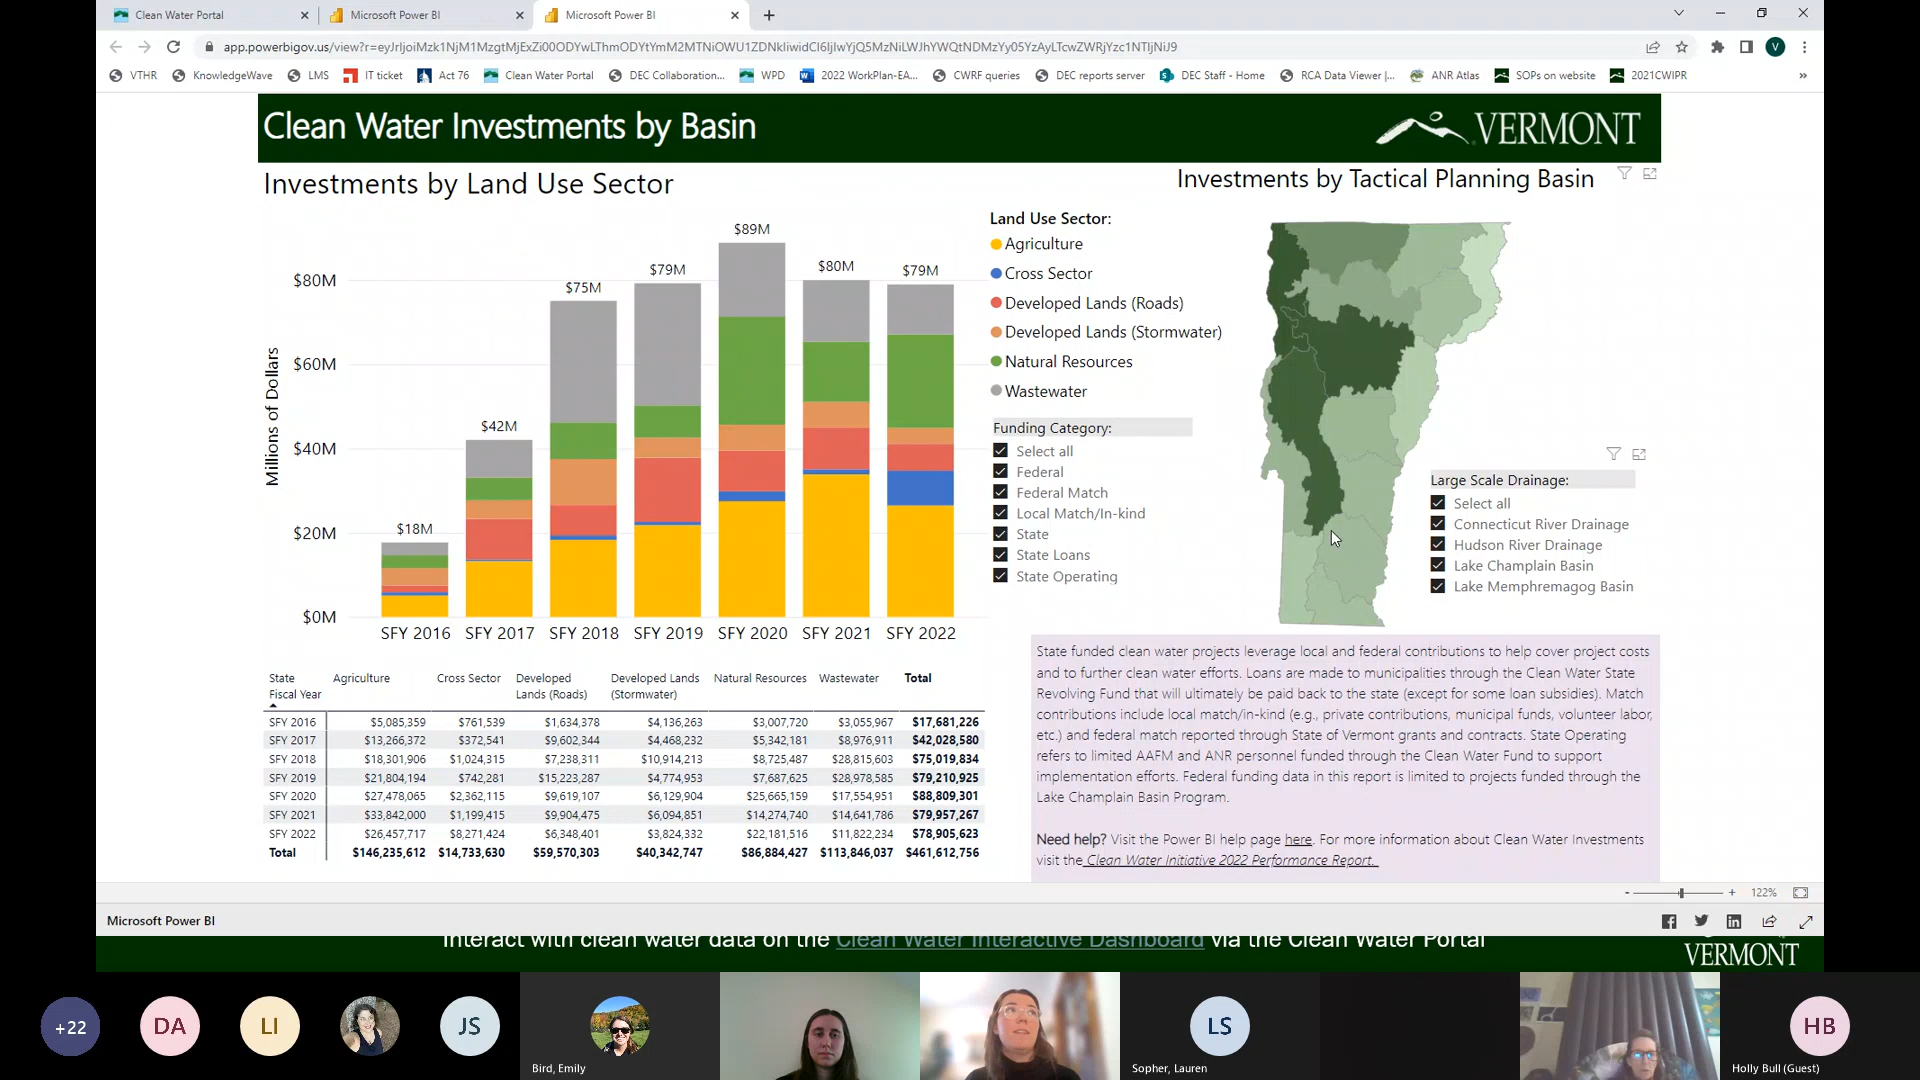 Clean Water Portal
Microsoft Power BI
Microsoft Power BI
app.powerbigov.us/view?r=eyJrIjoiMzk1NjM1MzgtMjExZi00ODYwLThmODYtYmM2MTNiOWU1ZDNkIiwidCI6IjIwYjQ5MzNiLWJhYWQtNDMzYy05YzAyLTcwZWRjYzc1NTljNiJ9
V
VTHR KnowledgeWave LMS IT ticket Act 76 Clean Water Portal DEC Collaboration... WPD 2022 WorkPlan-EA... CWRF queries DEC reports server DEC Staff - Home RCA Data Viewer |... ANR Atlas SOPs on website 2021CWIPR »
Clean Water Investments by Basin
VERMONT
Investments by Land Use Sector
Millions of Dollars
$80M
$60M
$40M
$20M
$0M
$18M
$42M
$75M
$79M
$89M
$80M
$79M
SFY 2016 SFY 2017 SFY 2018 SFY 2019 SFY 2020 SFY 2021 SFY 2022
Land Use Sector:
Agriculture
Cross Sector
Developed Lands (Roads)
Developed Lands (Stormwater)
Natural Resources
Wastewater
Funding Category:
Select all
Federal
Federal Match
Local Match/In-kind
State
State Loans
State Operating
Investments by Tactical Planning Basin
Large Scale Drainage:
Select all
Connecticut River Drainage
Hudson River Drainage
Lake Champlain Basin
Lake Memphremagog Basin
State Agriculture Cross Sector Developed Developed Lands Natural Resources Wastewater Total
Fiscal Year Lands (Roads) (Stormwater)
SFY 2016 $5,085,359 $761,539 $1,634,378 $4,136,263 $3,007,720 $3,055,967 $17,681,226
SFY 2017 $13,266,372 $372,541 $9,602,344 $4,468,232 $5,342,181 $8,976,911 $42,028,580
SFY 2018 $18,301,906 $1,024,315 $7,238,311 $10,914,213 $8,725,487 $28,815,603 $75,019,834
SFY 2019 $21,804,194 $742,281 $15,223,287 $4,774,953 $7,687,625 $28,978,585 $79,210,925
SFY 2020 $27,478,065 $2,362,115 $9,619,107 $6,129,904 $25,665,159 $17,554,951 $88,809,301
SFY 2021 $33,842,000 $1,199,415 $9,904,475 $6,094,851 $14,274,740 $14,641,786 $79,957,267
SFY 2022 $26,457,717 $8,271,424 $6,348,401 $3,824,332 $22,181,516 $11,822,234 $78,905,623
Total $146,235,612 $14,733,630 $59,570,303 $40,342,747 $86,884,427 $113,846,037 $461,612,756
State funded clean water projects leverage local and federal contributions to help cover project costs
and to further clean water efforts. Loans are made to municipalities through the Clean Water State
Revolving Fund that will ultimately be paid back to the state (except for some loan subsidies). Match
contributions include local match/in-kind (e.g., private contributions, municipal funds, volunteer labor,
etc.) and federal match reported through State of Vermont grants and contracts. State Operating
refers to limited AAFM and ANR personnel funded through the Clean Water Fund to support
implementation efforts. Federal funding data in this report is limited to projects funded through the
Lake Champlain Basin Program.
Need help? Visit the Power BI help page here. For more information about Clean Water Investments
visit the Clean Water Initiative 2022 Performance Report.
- + 122%
Microsoft Power BI
Interact with clean water data on the Clean Water Interactive Dashboard via the Clean Water Portal
VERMONT
+22 DA LI JS LS HB
Bird, Emily
Sopher, Lauren
Holly Bull (Guest)